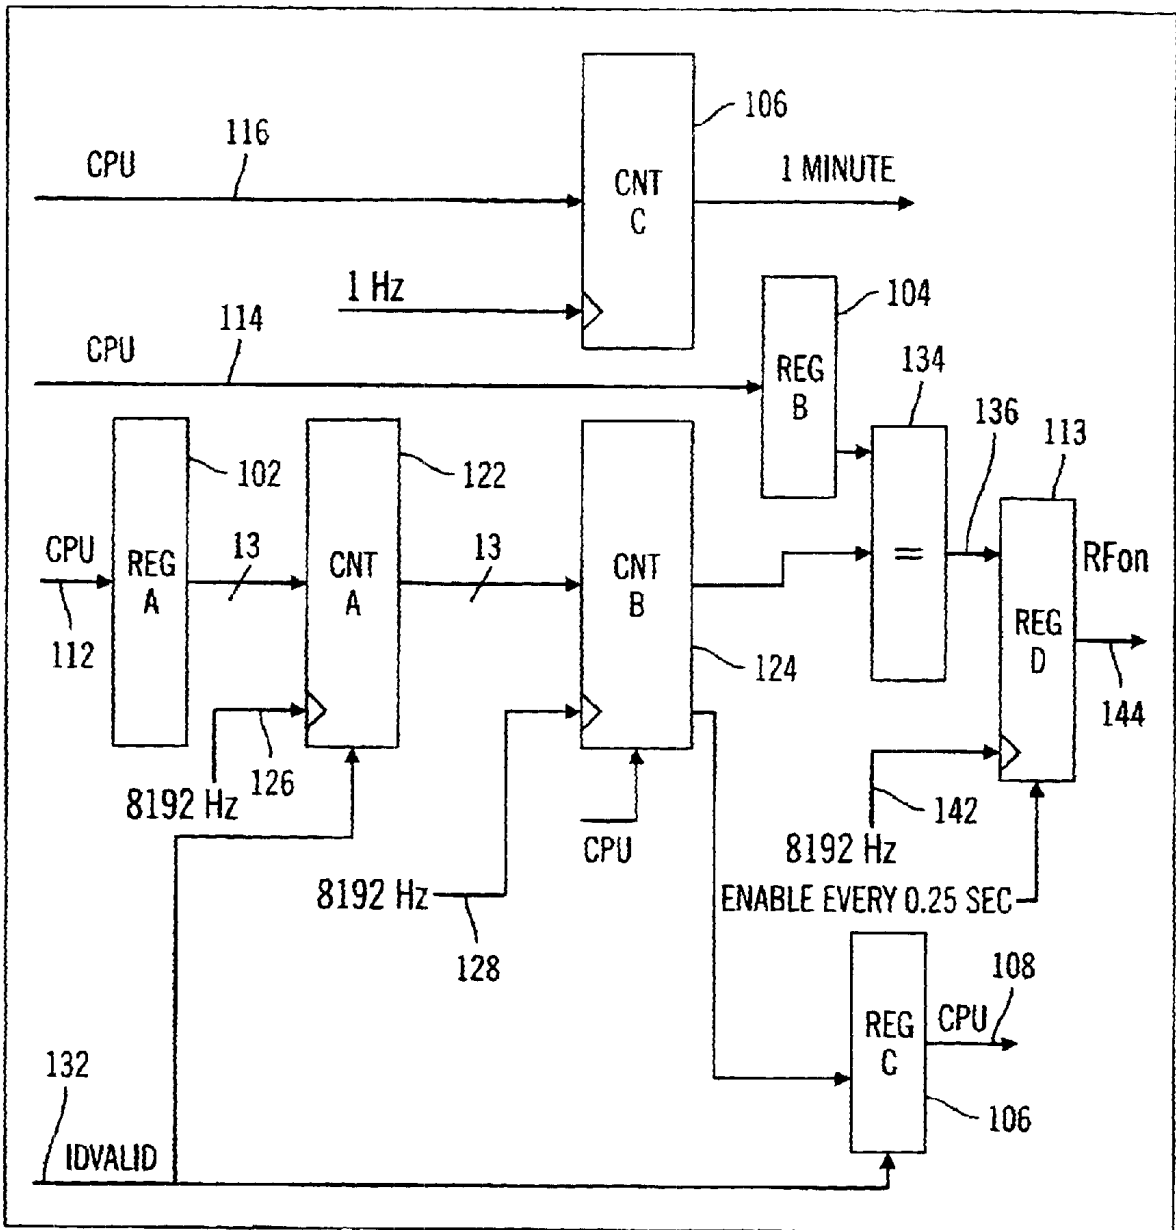 106
116
CPU
CNT
C
1 MINUTE
1 Hz
104
114
CPU
REG
B
134
136
113
102
122
CPU
REG
A
13
CNT
A
13
CNT
B
=
RFon
REG
D
112
124
144
126
8192 Hz
142
CPU
8192 Hz
8192 Hz
ENABLE EVERY 0.25 SEC
128
108
REG
C
CPU
132
106
IDVALID